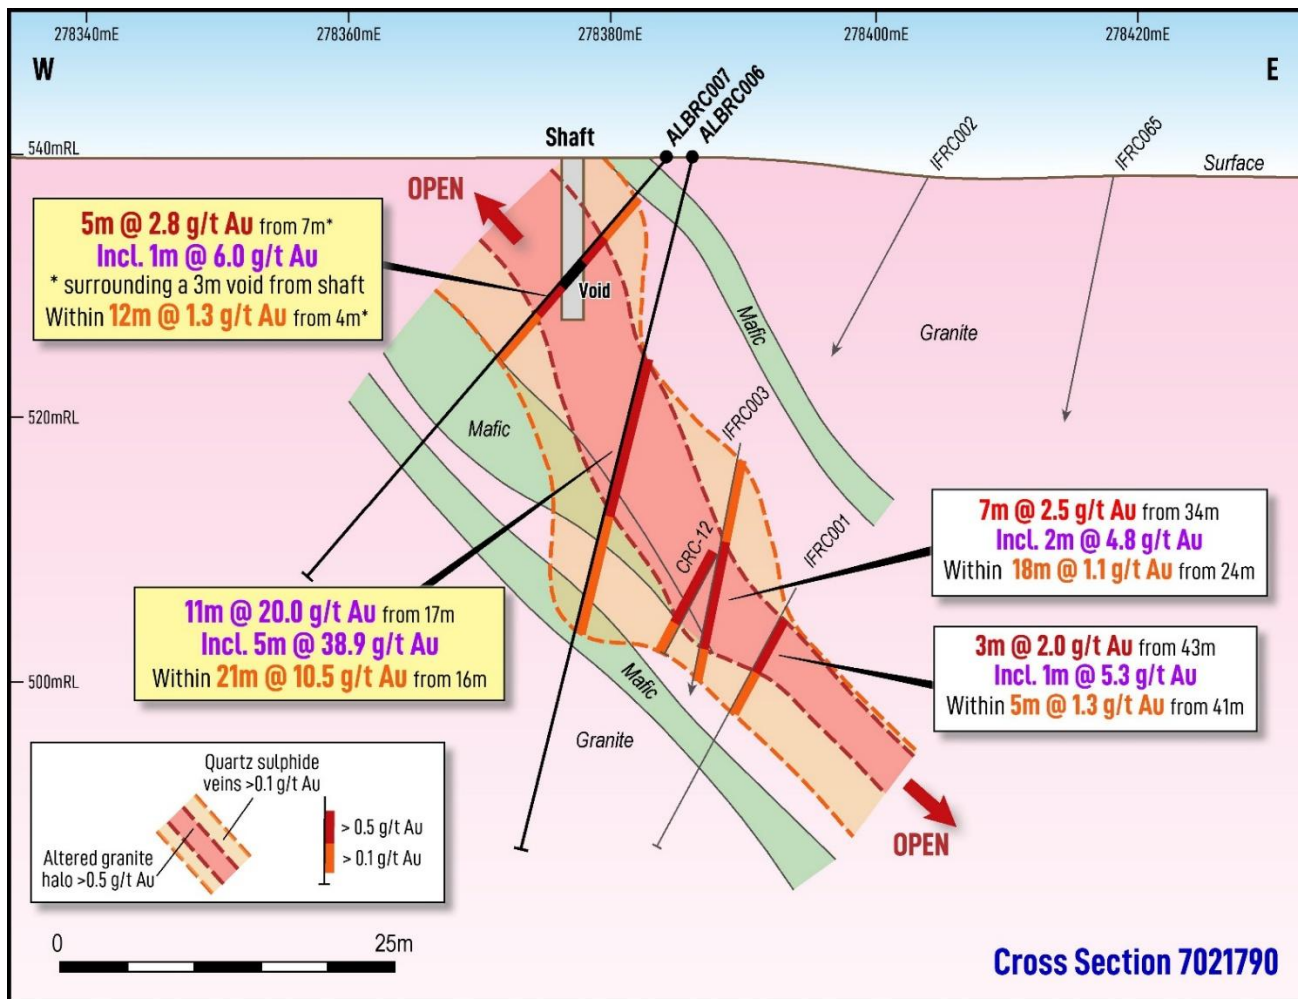 278340mE
278360mE
278380mE
278400mE
278420mE
W
E
ALBRC007
ALBRC006
IFRC002
IFRC065
Shaft
540mRL
Surface
OPEN
5m @ 2.8 g/t Au from 7m*
Incl. 1m @ 6.0 g/t Au
* surrounding a 3m void from shaft
Within 12m @ 1.3 g/t Au from 4m*
Void
Mafic
Granite
520mRL
Mafic
IFRC003
CRC-12
IFRC001
7m @ 2.5 g/t Au from 34m
Incl. 2m @ 4.8 g/t Au
Within 18m @ 1.1 g/t Au from 24m
11m @ 20.0 g/t Au from 17m
Incl. 5m @ 38.9 g/t Au
Within 21m @ 10.5 g/t Au from 16m
3m @ 2.0 g/t Au from 43m
Incl. 1m @ 5.3 g/t Au
Within 5m @ 1.3 g/t Au from 41m
500mRL
Mafic
Granite
Quartz sulphide
veins >0.1 g/t Au
Altered granite
halo >0.5 g/t Au
> 0.5 g/t Au
> 0.1 g/t Au
OPEN
0
25m
Cross Section 7021790